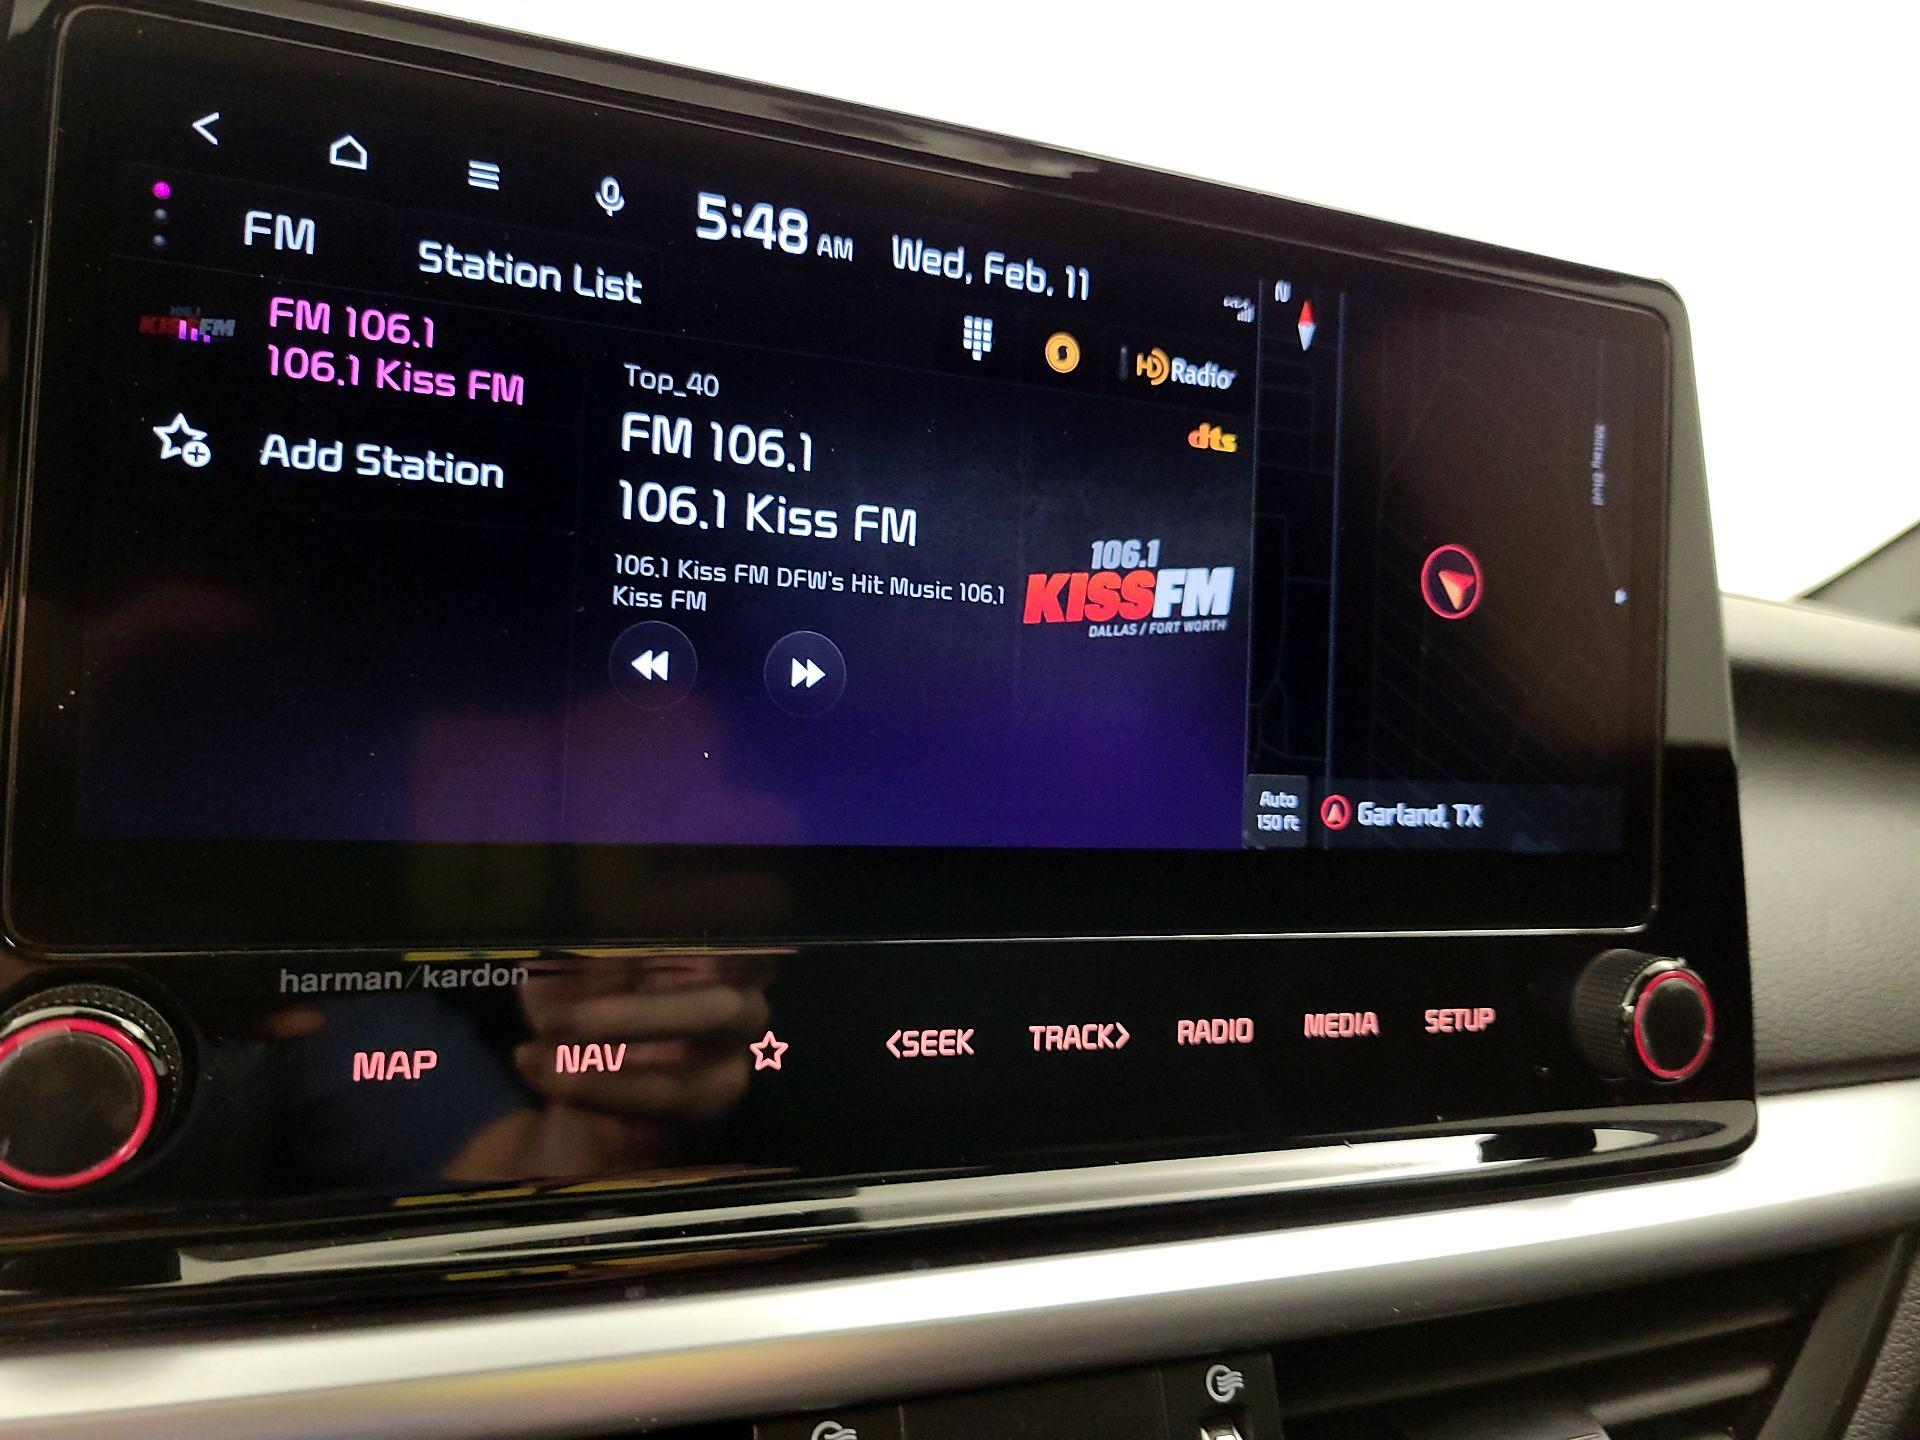 5:48 AM Wed, Feb. 11
FM
Station List
FM 106.1
106.1 Kiss FM
Add Station
HD Radio
dts
Top_40
FM 106.1
106.1 Kiss FM
106.1 Kiss FM DFW's Hit Music 106.1
Kiss FM
106.1
KISS FM
DALLAS / FORT WORTH
N
Auto
150 ft
Garland, TX
harman/kardon
MAP NAV <SEEK TRACK> RADIO MEDIA SETUP